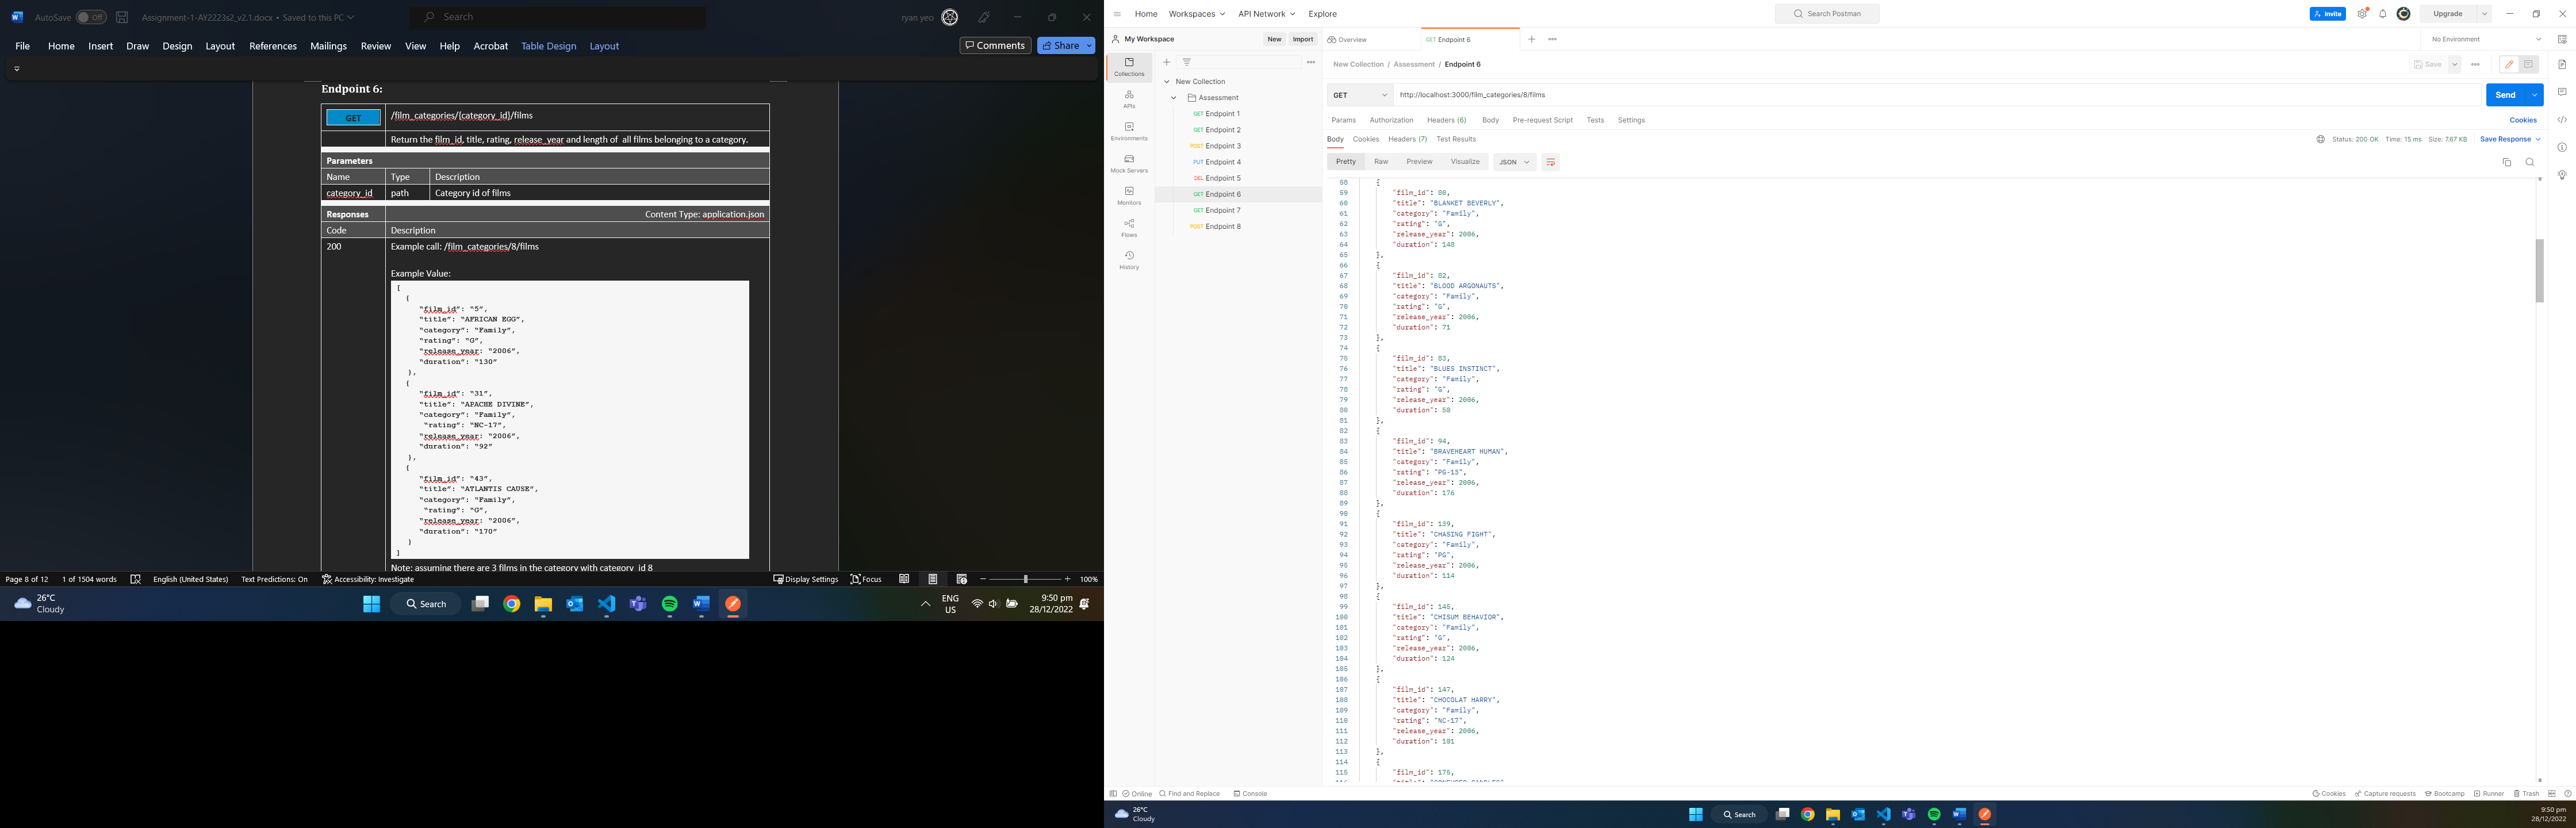 AutoSave Off Assignment-1-AY2223s2_v2.1.docx • Saved to this PC Search ryan yeo
File Home Insert Draw Design Layout References Mailings Review View Help Acrobat Table Design Layout Comments Share
Endpoint 6:
GET /film_categories/{category_id}/films
Return the film_id, title, rating, release_year and length of all films belonging to a category.
Parameters
Name Type Description
category_id path Category id of films
Responses Content Type: application.json
Code Description
200 Example call: /film_categories/8/films
Example Value:
[
{
“film_id”: “5”,
“title”: “AFRICAN EGG”,
“category”: “Family”,
“rating”: “G”,
“release_year: “2006”,
“duration”: “130”
},
{
“film_id”: “31”,
“title”: “APACHE DIVINE”,
“category”: “Family”,
“rating”: “NC-17”,
“release_year: “2006”,
“duration”: “92”
},
{
“film_id”: “43”,
“title”: “ATLANTIS CAUSE”,
“category”: “Family”,
“rating”: “G”,
“release_year: “2006”,
“duration”: “170”
}
]
Note: assuming there are 3 films in the category with category_id 8
Page 8 of 12 1 of 1504 words English (United States) Text Predictions: On Accessibility: Investigate Display Settings Focus 100%
26°C
Cloudy
Search
ENG
US
9:50 pm
28/12/2022
Home Workspaces API Network Explore Search Postman Invite Upgrade
My Workspace New Import Overview GET Endpoint 6 No Environment
Collections
APIs
Environments
Mock Servers
Monitors
Flows
History
New Collection
Assessment
GET Endpoint 1
GET Endpoint 2
POST Endpoint 3
PUT Endpoint 4
DEL Endpoint 5
GET Endpoint 6
GET Endpoint 7
POST Endpoint 8
New Collection / Assessment / Endpoint 6 Save
GET http://localhost:3000/film_categories/8/films Send
Params Authorization Headers (6) Body Pre-request Script Tests Settings Cookies
Body Cookies Headers (7) Test Results Status: 200 OK Time: 15 ms Size: 7.67 KB Save Response
Pretty Raw Preview Visualize JSON
58 {
59 "film_id": 80,
60 "title": "BLANKET BEVERLY",
61 "category": "Family",
62 "rating": "G",
63 "release_year": 2006,
64 "duration": 148
65 },
66 {
67 "film_id": 82,
68 "title": "BLOOD ARGONAUTS",
69 "category": "Family",
70 "rating": "G",
71 "release_year": 2006,
72 "duration": 71
73 },
74 {
75 "film_id": 83,
76 "title": "BLUES INSTINCT",
77 "category": "Family",
78 "rating": "G",
79 "release_year": 2006,
80 "duration": 50
81 },
82 {
83 "film_id": 94,
84 "title": "BRAVEHEART HUMAN",
85 "category": "Family",
86 "rating": "PG-13",
87 "release_year": 2006,
88 "duration": 176
89 },
90 {
91 "film_id": 139,
92 "title": "CHASING FIGHT",
93 "category": "Family",
94 "rating": "PG",
95 "release_year": 2006,
96 "duration": 114
97 },
98 {
99 "film_id": 145,
100 "title": "CHISUM BEHAVIOR",
101 "category": "Family",
102 "rating": "G",
103 "release_year": 2006,
104 "duration": 124
105 },
106 {
107 "film_id": 147,
108 "title": "CHOCOLAT HARRY",
109 "category": "Family",
110 "rating": "NC-17",
111 "release_year": 2006,
112 "duration": 101
113 },
114 {
115 "film_id": 175,
Online Find and Replace Console Cookies Capture requests Bootcamp Runner Trash
26°C
Cloudy
Search
9:50 pm
28/12/2022